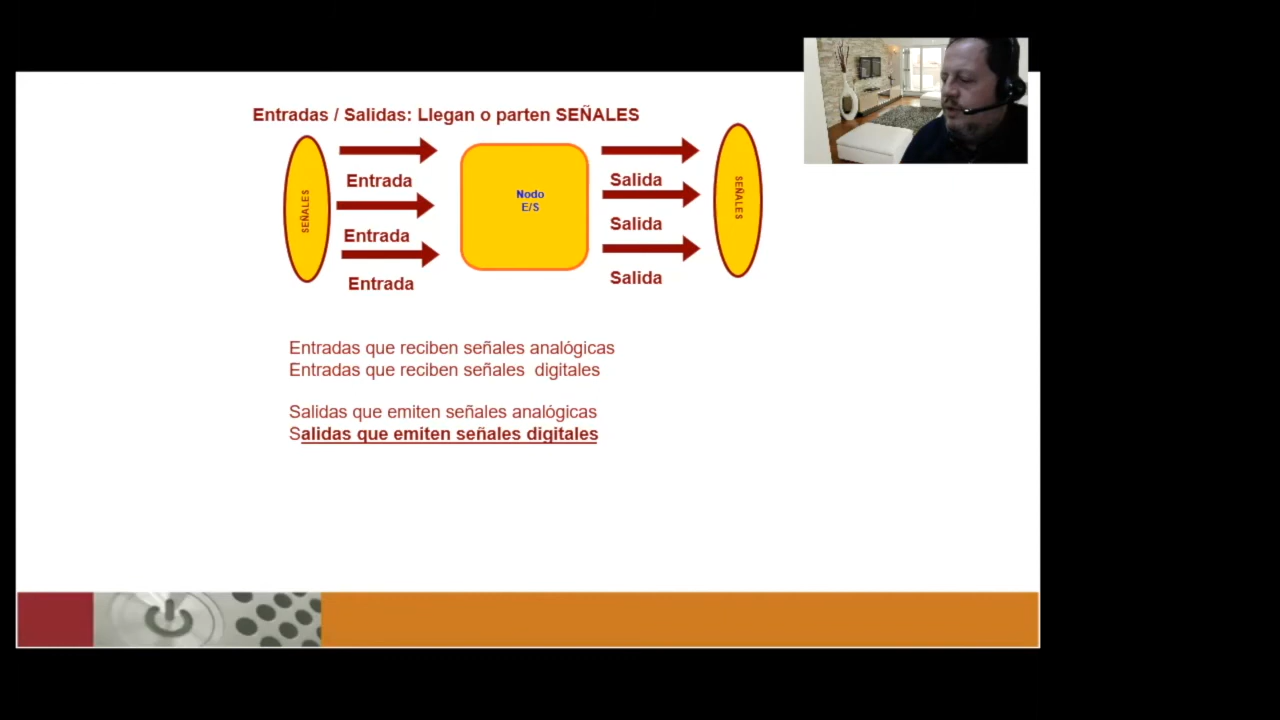 Entradas / Salidas: Llegan o parten SEÑALES
SEÑALES
Entrada
Entrada
Entrada
Nodo
E/S
Salida
Salida
Salida
SEÑALES
Entradas que reciben señales analógicas
Entradas que reciben señales digitales
Salidas que emiten señales analógicas
Salidas que emiten señales digitales